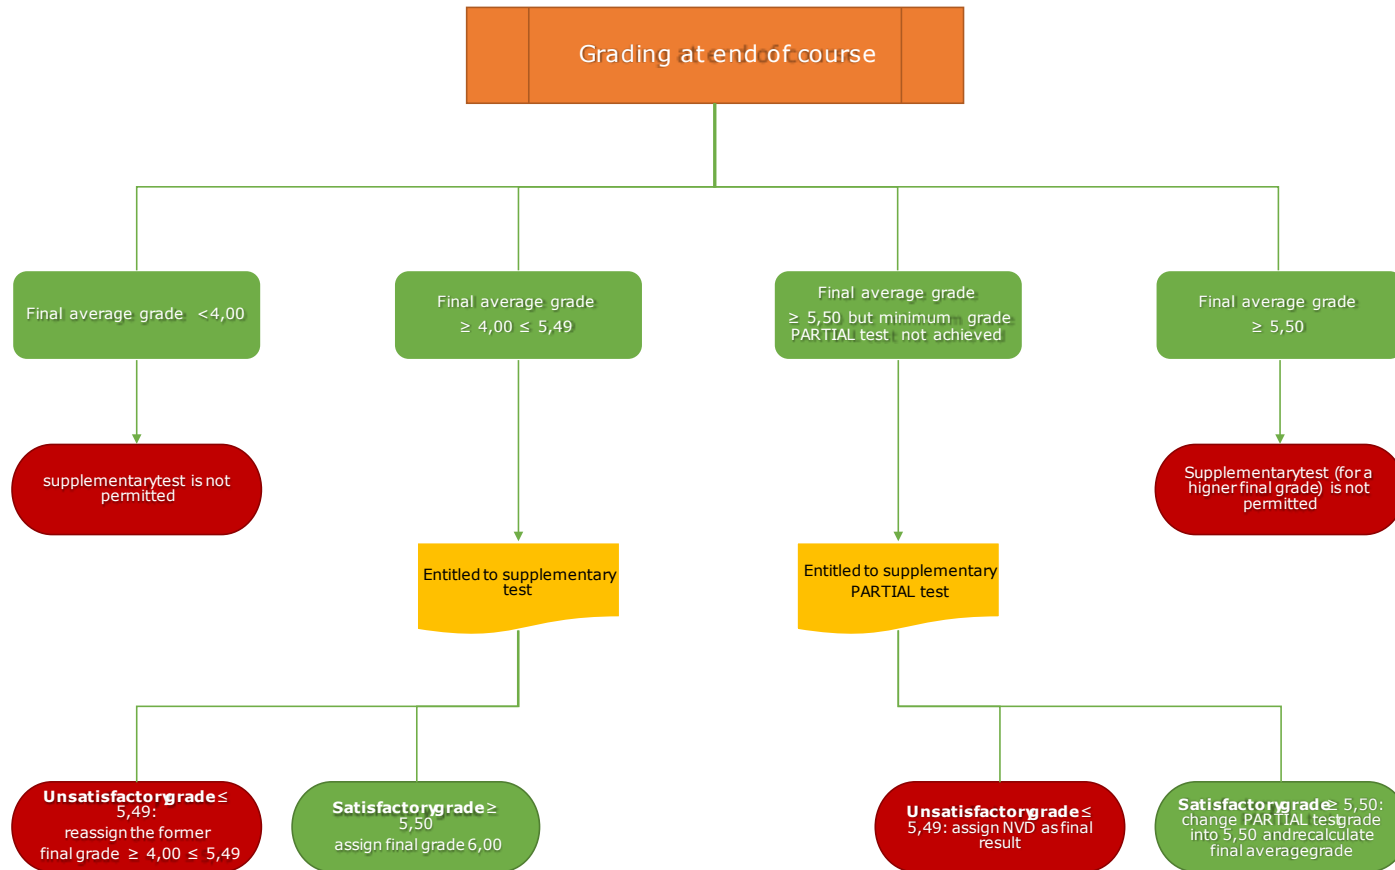 Grading at end of course
Final average grade <4,00
Final average grade
≥ 4,00 ≤ 5,49
Final average grade
≥ 5,50 but minimum grade
PARTIAL test not achieved
Final average grade
≥ 5,50
supplementarytest is not
permitted
Supplementarytest (for a
higner final grade) is not
permitted
Entitled to supplementary
test
Entitled to supplementary
PARTIAL test
Unsatisfactorygrade ≤
5,49:
reassign the former
final grade ≥ 4,00 ≤ 5,49
Satisfactorygrade ≥
5,50
assign final grade 6,00
Unsatisfactorygrade ≤
5,49: assign NVD as final
result
Satisfactorygrade ≥ 5,50:
change PARTIAL testgrade
into 5,50 andrecalculate
final averagegrade